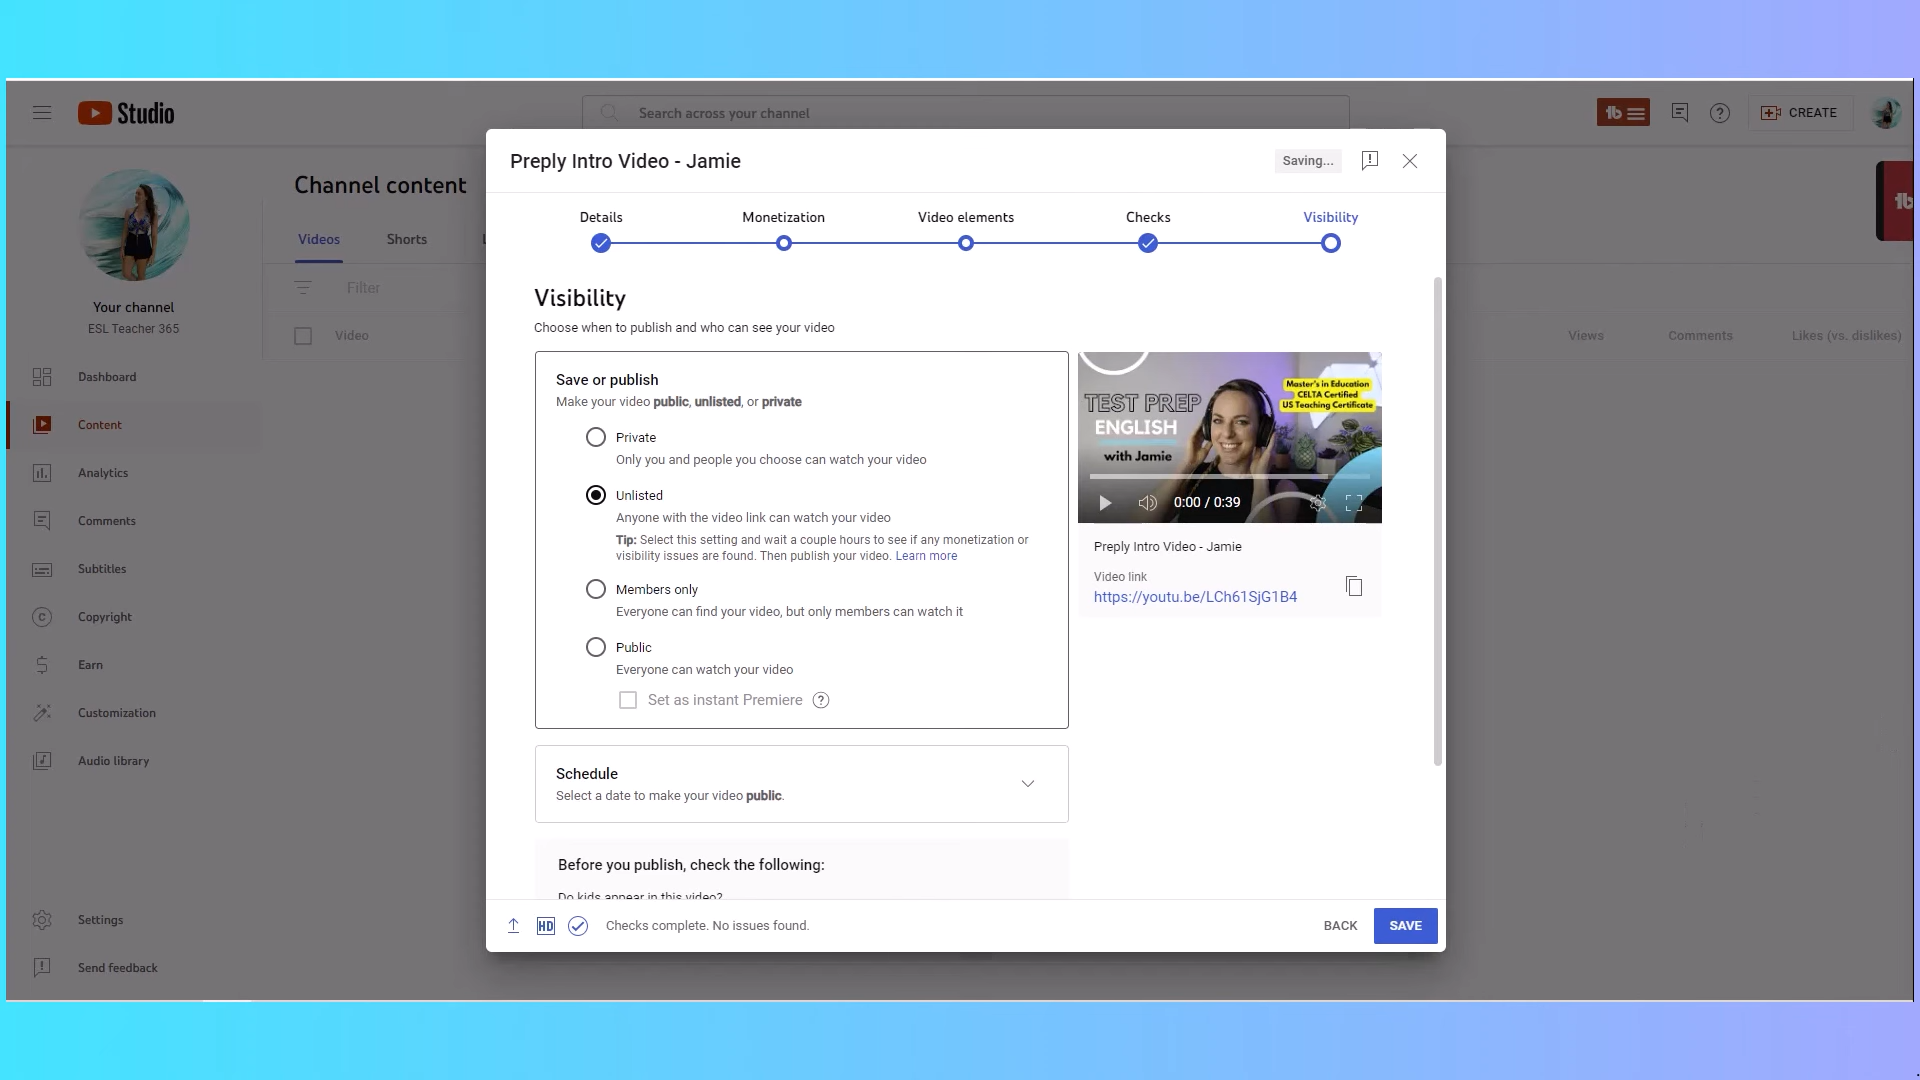 Studio
Search across your channel
CREATE
Your channel
ESL Teacher 365
Dashboard
Content
Analytics
Comments
Subtitles
Copyright
Earn
Customization
Audio library
Settings
Send feedback
Channel content
Videos
Shorts
Filter
Video
Views
Comments
Likes (vs. dislikes)
Preply Intro Video - Jamie
Saving...
Details
Monetization
Video elements
Checks
Visibility
Visibility
Choose when to publish and who can see your video
Save or publish
Make your video public, unlisted, or private
Private
Only you and people you choose can watch your video
Unlisted
Anyone with the video link can watch your video
Tip: Select this setting and wait a couple hours to see if any monetization or
visibility issues are found. Then publish your video. Learn more
Members only
Everyone can find your video, but only members can watch it
Public
Everyone can watch your video
Set as instant Premiere
Schedule
Select a date to make your video public.
Before you publish, check the following:
Do kids appear in this video?
Master's in Education
CELTA Certified
US Teaching Certificate
TEST PREP
ENGLISH
with Jamie
0:00 / 0:39
Preply Intro Video - Jamie
Video link
https://youtu.be/LCh61SjG1B4
HD
Checks complete. No issues found.
BACK
SAVE